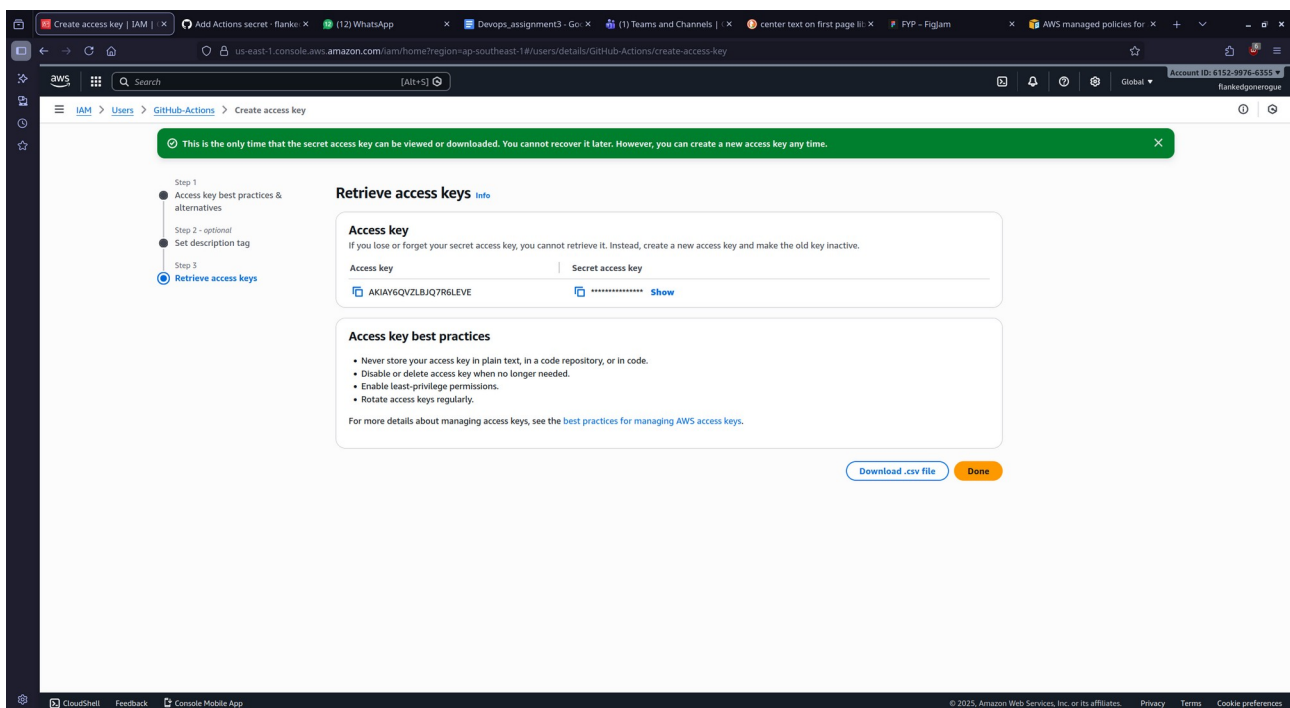 Create access key | IAM |
Add Actions secret · flanke
(12) WhatsApp
Devops_assignment3 - Goo
(1) Teams and Channels |
center text on first page lib
FYP – FigJam
AWS managed policies for
us-east-1.console.aws.amazon.com/iam/home?region=ap-southeast-1#/users/details/GitHub-Actions/create-access-key
aws
Search
[Alt+S]
Global
Account ID: 6152-9976-6355
flankedgonerogue
IAM > Users > GitHub-Actions > Create access key
This is the only time that the secret access key can be viewed or downloaded. You cannot recover it later. However, you can create a new access key any time.
Step 1
Access key best practices &
alternatives
Step 2 - optional
Set description tag
Step 3
Retrieve access keys
Retrieve access keys Info
Access key
If you lose or forget your secret access key, you cannot retrieve it. Instead, create a new access key and make the old key inactive.
Access key
Secret access key
AKIAY6QVZLBJQ7R6LEVE
*************** Show
Access key best practices
• Never store your access key in plain text, in a code repository, or in code.
• Disable or delete access key when no longer needed.
• Enable least-privilege permissions.
• Rotate access keys regularly.
For more details about managing access keys, see the best practices for managing AWS access keys.
Download .csv file
Done
CloudShell
Feedback
Console Mobile App
© 2025, Amazon Web Services, Inc. or its affiliates.
Privacy
Terms
Cookie preferences